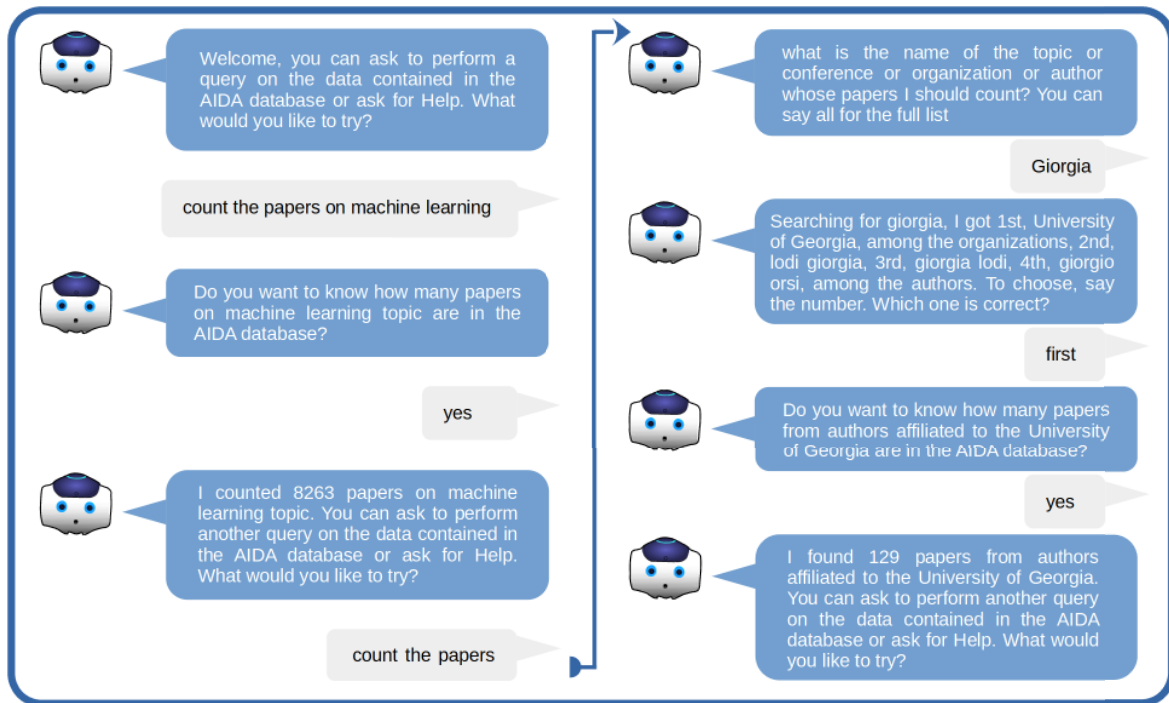 Welcome, you can ask to perform a
query on the data contained in the
AIDA database or ask for Help. What
would you like to try?
count the papers on machine learning
Do you want to know how many papers
on machine learning topic are in the
AIDA database?
yes
I counted 8263 papers on machine
learning topic. You can ask to perform
another query on the data contained in
the AIDA database or ask for Help.
What would you like to try?
count the papers
what is the name of the topic or
conference or organization or author
whose papers I should count? You can
say all for the full list
Giorgia
Searching for giorgia, I got 1st, University
of Georgia, among the organizations, 2nd,
lodi giorgia, 3rd, giorgia lodi, 4th, giorgio
orsi, among the authors. To choose, say
the number. Which one is correct?
first
Do you want to know how many papers
from authors affiliated to the University
of Georgia are in the AIDA database?
yes
I found 129 papers from authors
affiliated to the University of Georgia.
You can ask to perform another query
on the data contained in the AIDA
database or ask for Help. What would
you like to try?